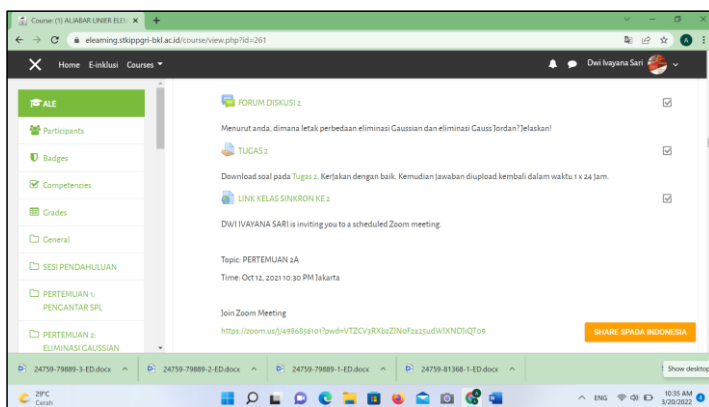 Course: (1) ALJABAR LINIER ELE
elearning.stkippgri-bkl.ac.id/course/view.php?id=261
A
Home E-inklusi Courses
Dwi Ivayana Sari
ALE
Participants
Badges
Competencies
Grades
General
SESI PENDAHULUAN
PERTEMUAN 1:
PENGANTAR SPL
PERTEMUAN 2:
ELIMINASI GAUSSIAN
FORUM DISKUSI 2
Menurut anda, dimana letak perbedaan eliminasi Gaussian dan eliminasi Gauss Jordan? Jelaskan!
TUGAS 2
Download soal pada Tugas 2. Kerjakan dengan baik. Kemudian jawaban diupload kembali dalam waktu 1 x 24 jam.
LINK KELAS SINKRON KE 2
DWI IVAYANA SARI is inviting you to a scheduled Zoom meeting.
Topic: PERTEMUAN 2A
Time: Oct 12, 2021 10:30 PM Jakarta
Join Zoom Meeting
SHARE SPADA INDONESIA
24759-79889-3-ED.docx
24759-79889-2-ED.docx
24759-79889-1-ED.docx
24759-81368-1-ED.docx
Show desktop
29°C
Cerah
ENG
10:35 AM
3/20/2022